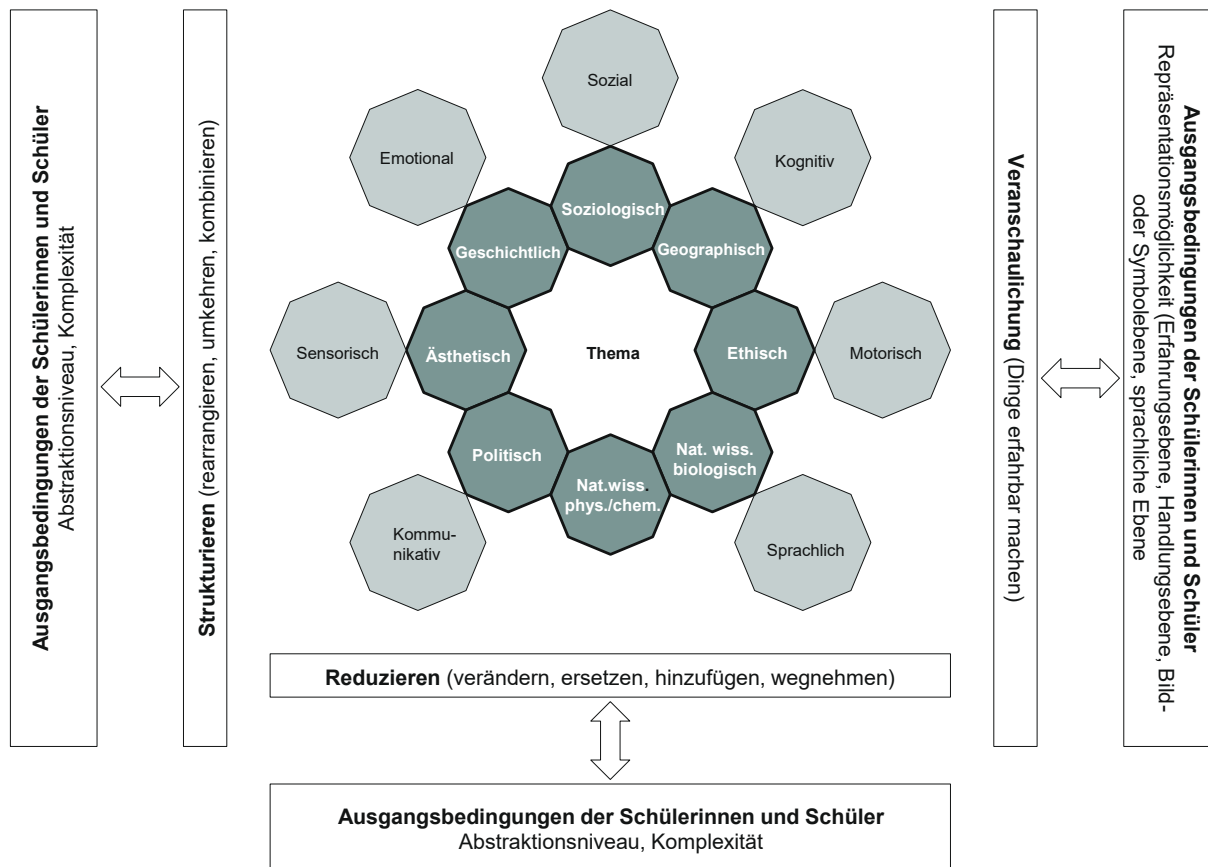 Ausgangsbedingungen der Schülerinnen und Schüler
Abstraktionsniveau, Komplexität
Strukturieren (rearrangieren, umkehren, kombinieren)
Sozial
Emotional
Kognitiv
Soziologisch
Geschichtlich
Geographisch
Sensorisch
Ästhetisch
Thema
Ethisch
Motorisch
Politisch
Nat. wiss.
biologisch
Nat.wiss.
phys./chem.
Kommu-
nikativ
Sprachlich
Veranschaulichung (Dinge erfahrbar machen)
Ausgangsbedingungen der Schülerinnen und Schüler
Repräsentationsmöglichkeit (Erfahrungsebene, Handlungsebene, Bild-
oder Symbolebene, sprachliche Ebene
Reduzieren (verändern, ersetzen, hinzufügen, wegnehmen)
Ausgangsbedingungen der Schülerinnen und Schüler
Abstraktionsniveau, Komplexität